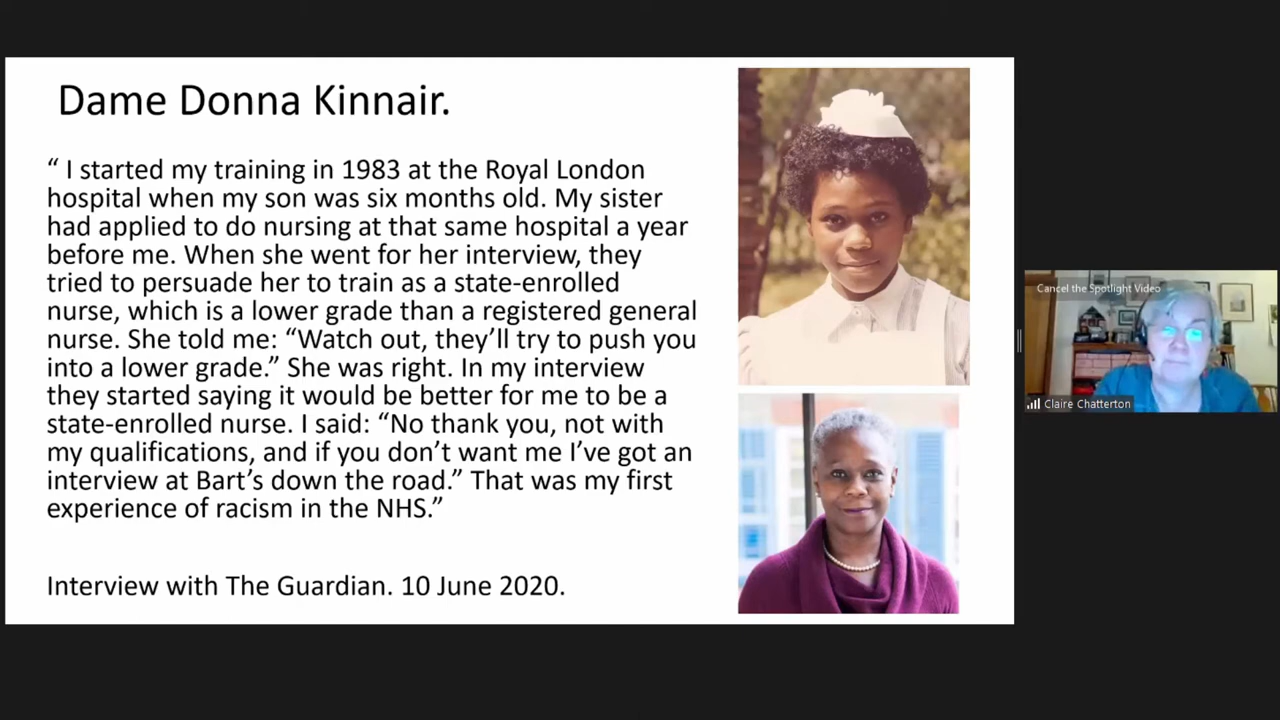 Dame Donna Kinnair.
“ I started my training in 1983 at the Royal London
hospital when my son was six months old. My sister
had applied to do nursing at that same hospital a year
before me. When she went for her interview, they
tried to persuade her to train as a state-enrolled
nurse, which is a lower grade than a registered general
nurse. She told me: “Watch out, they’ll try to push you
into a lower grade.” She was right. In my interview
they started saying it would be better for me to be a
state-enrolled nurse. I said: “No thank you, not with
my qualifications, and if you don’t want me I’ve got an
interview at Bart’s down the road.” That was my first
experience of racism in the NHS.”
Interview with The Guardian. 10 June 2020.
Cancel the Spotlight Video
Claire Chatterton